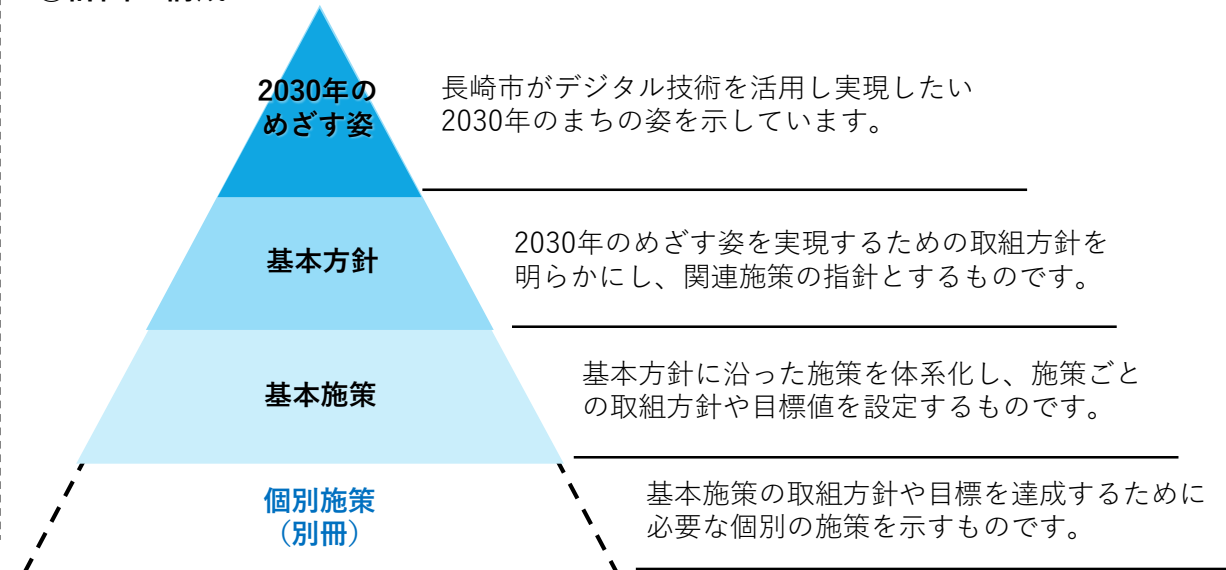 2030年の
めざす姿
長崎市がデジタル技術を活用し実現したい
2030年のまちの姿を示しています。
基本方針
2030年のめざす姿を実現するための取組方針を
明らかにし、関連施策の指針とするものです。
基本施策
基本方針に沿った施策を体系化し、施策ごと
の取組方針や目標値を設定するものです。
個別施策
（別冊）
基本施策の取組方針や目標を達成するために
必要な個別の施策を示すものです。